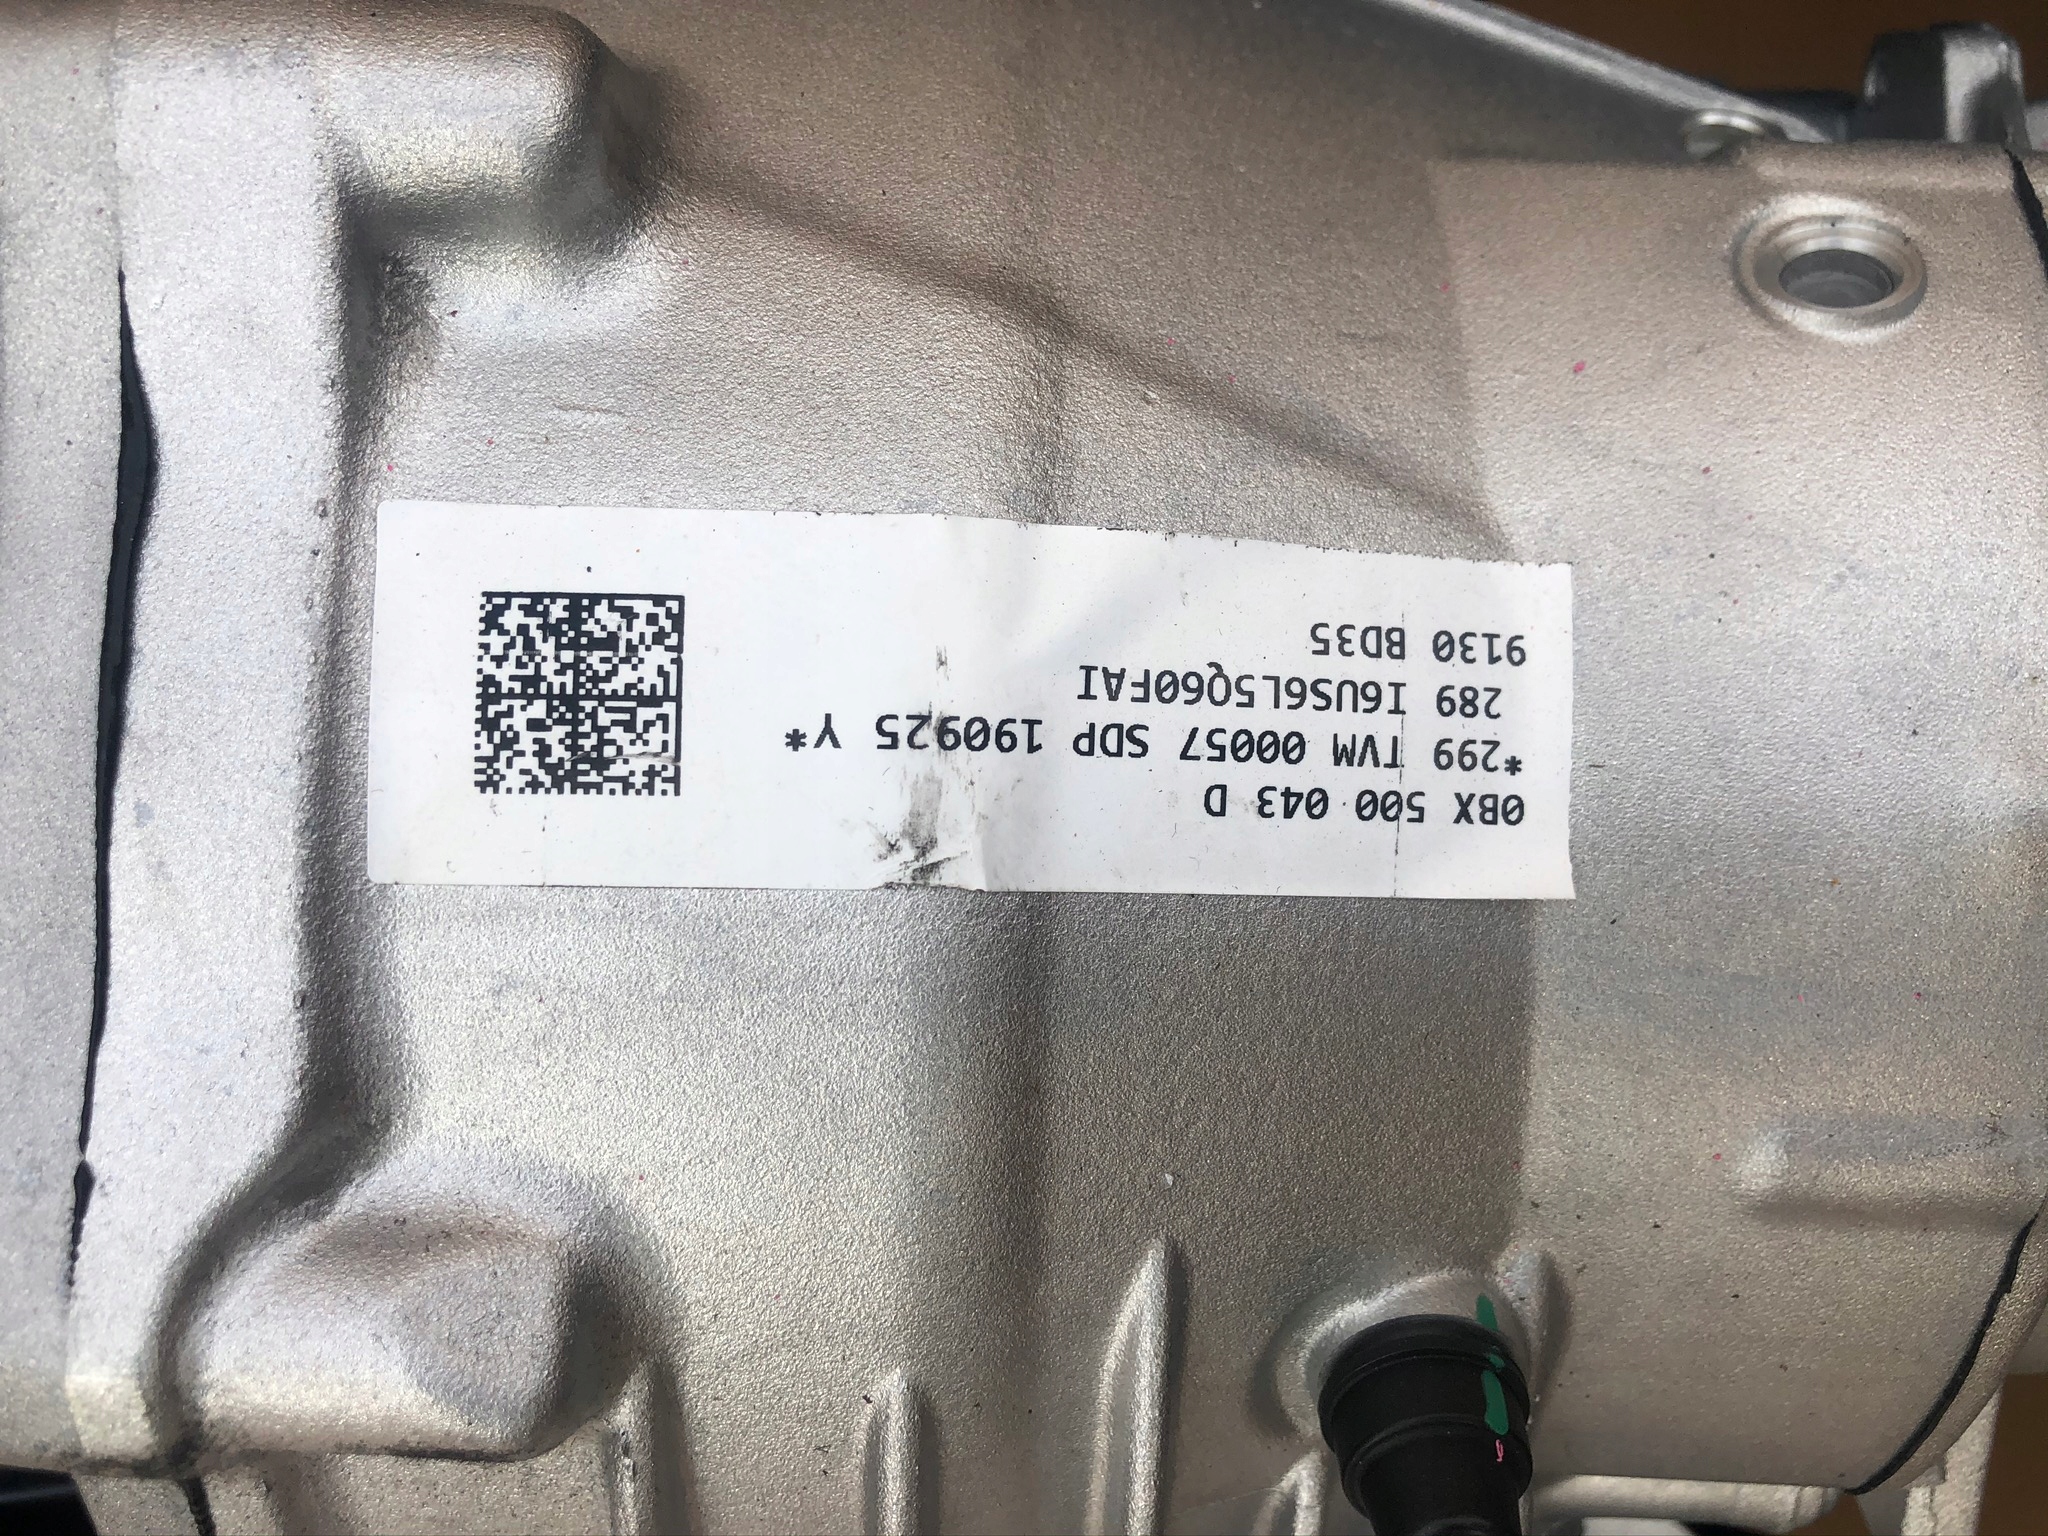 0BX 500 043 D
*299 TVM 00057 SDP 190925 Y*
289 I6US6L5Q60FAI
9130 BD35